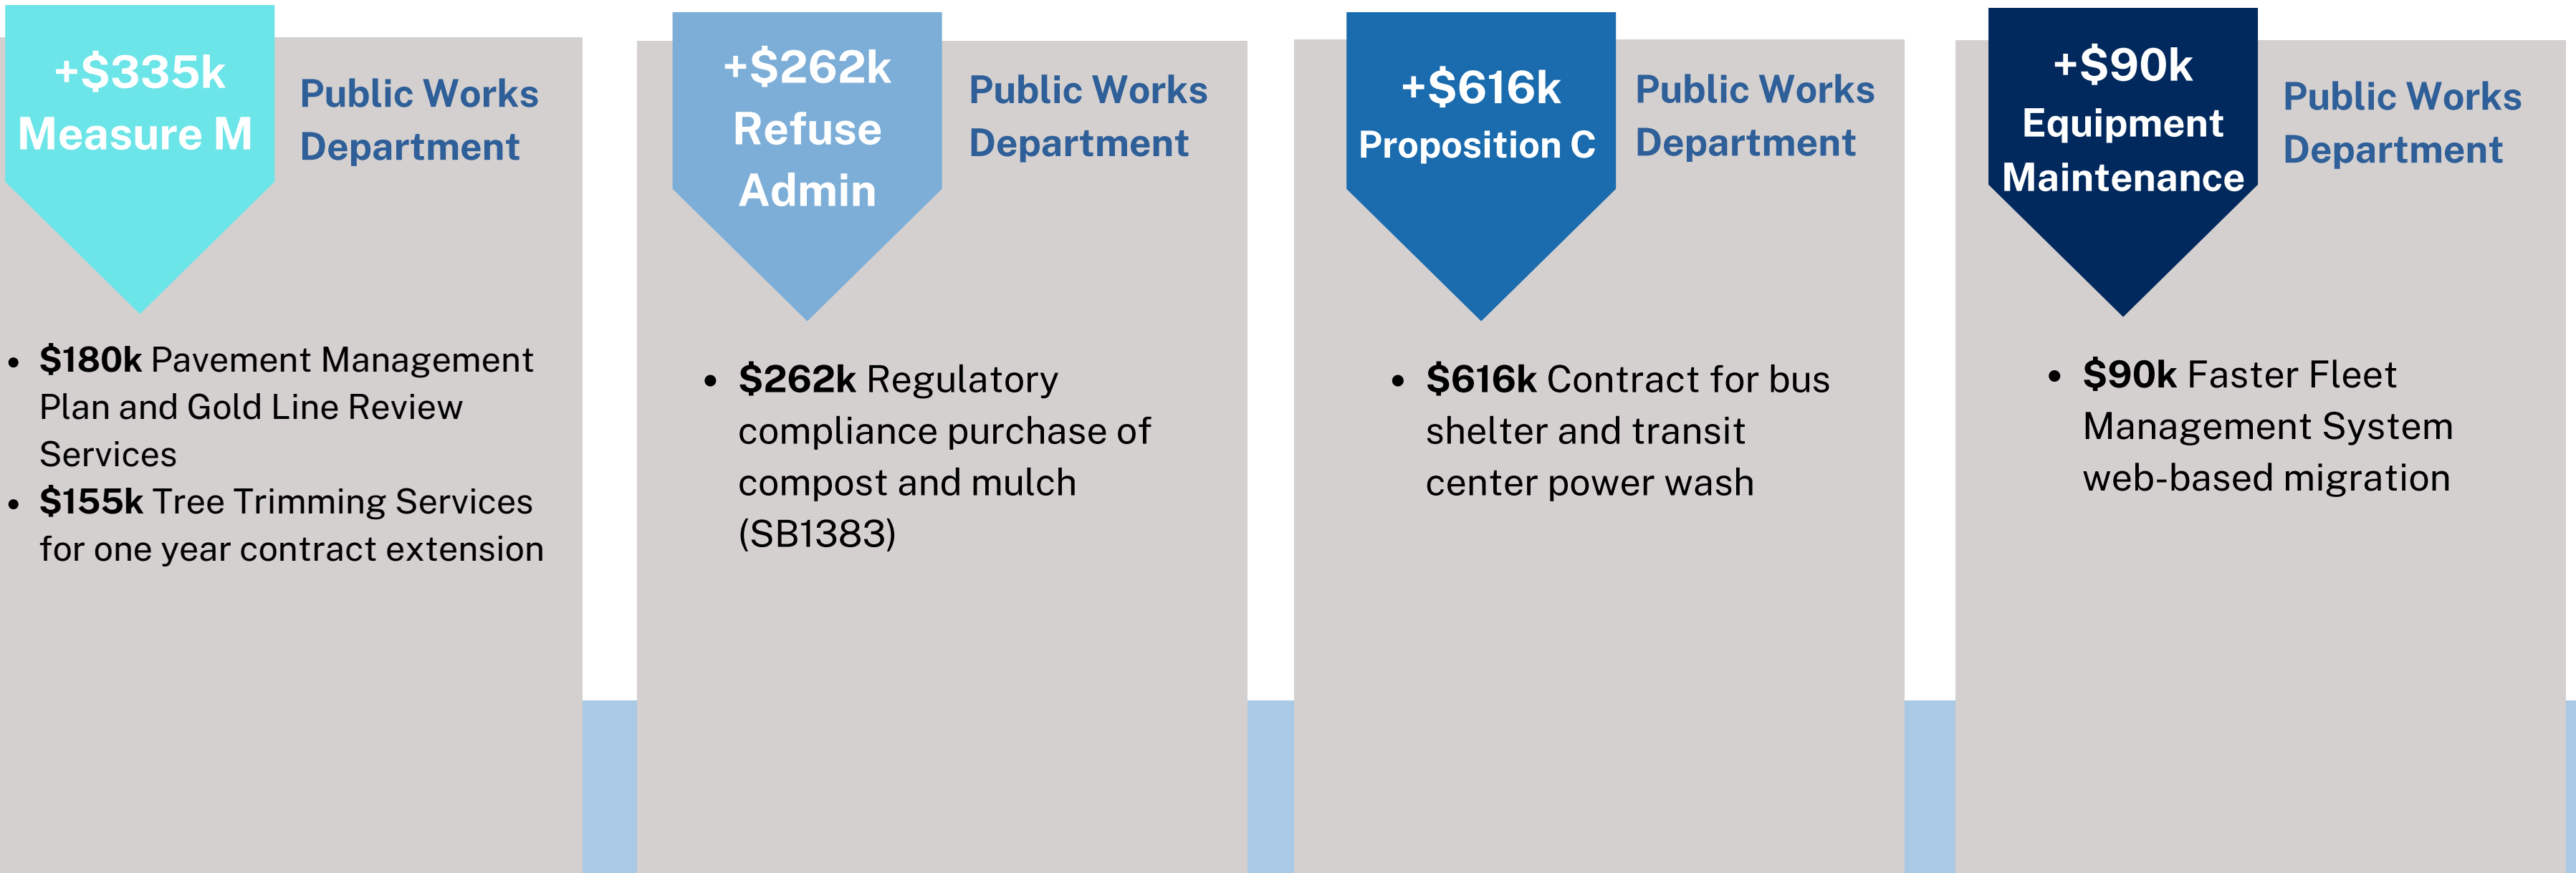 +$335k
Measure M
Public Works
Department
• $180k Pavement Management
Plan and Gold Line Review
Services
• $155k Tree Trimming Services
for one year contract extension
+$262k
Refuse
Admin
Public Works
Department
• $262k Regulatory
compliance purchase of
compost and mulch
(SB1383)
+$616k
Proposition C
Public Works
Department
• $616k Contract for bus
shelter and transit
center power wash
+$90k
Equipment
Maintenance
Public Works
Department
• $90k Faster Fleet
Management System
web-based migration